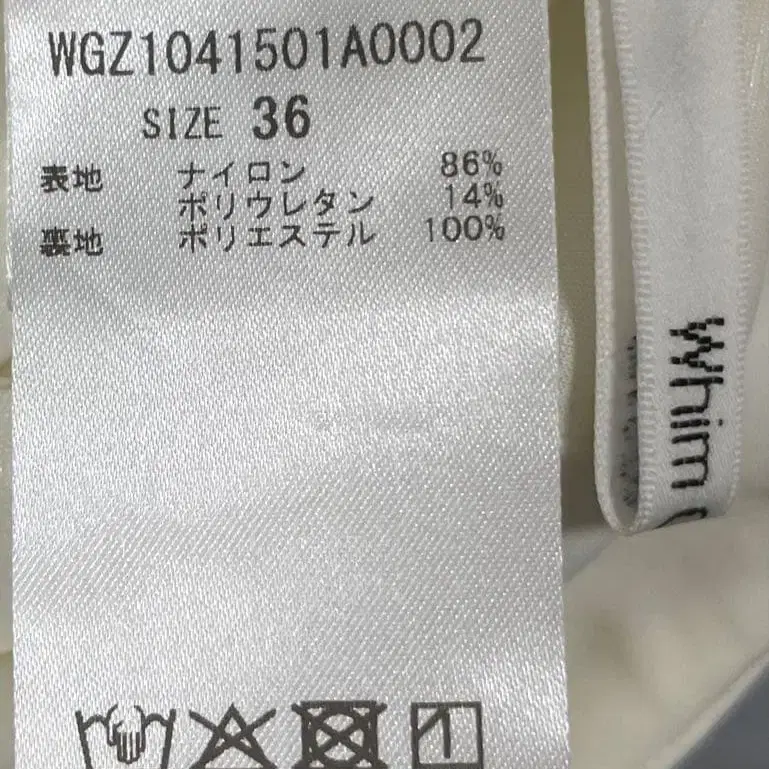 WGZ1041501A0002
SIZE 36
表地 ナイロン 86%
ポリウレタン 14%
裏地 ポリエステル 100%
Whim